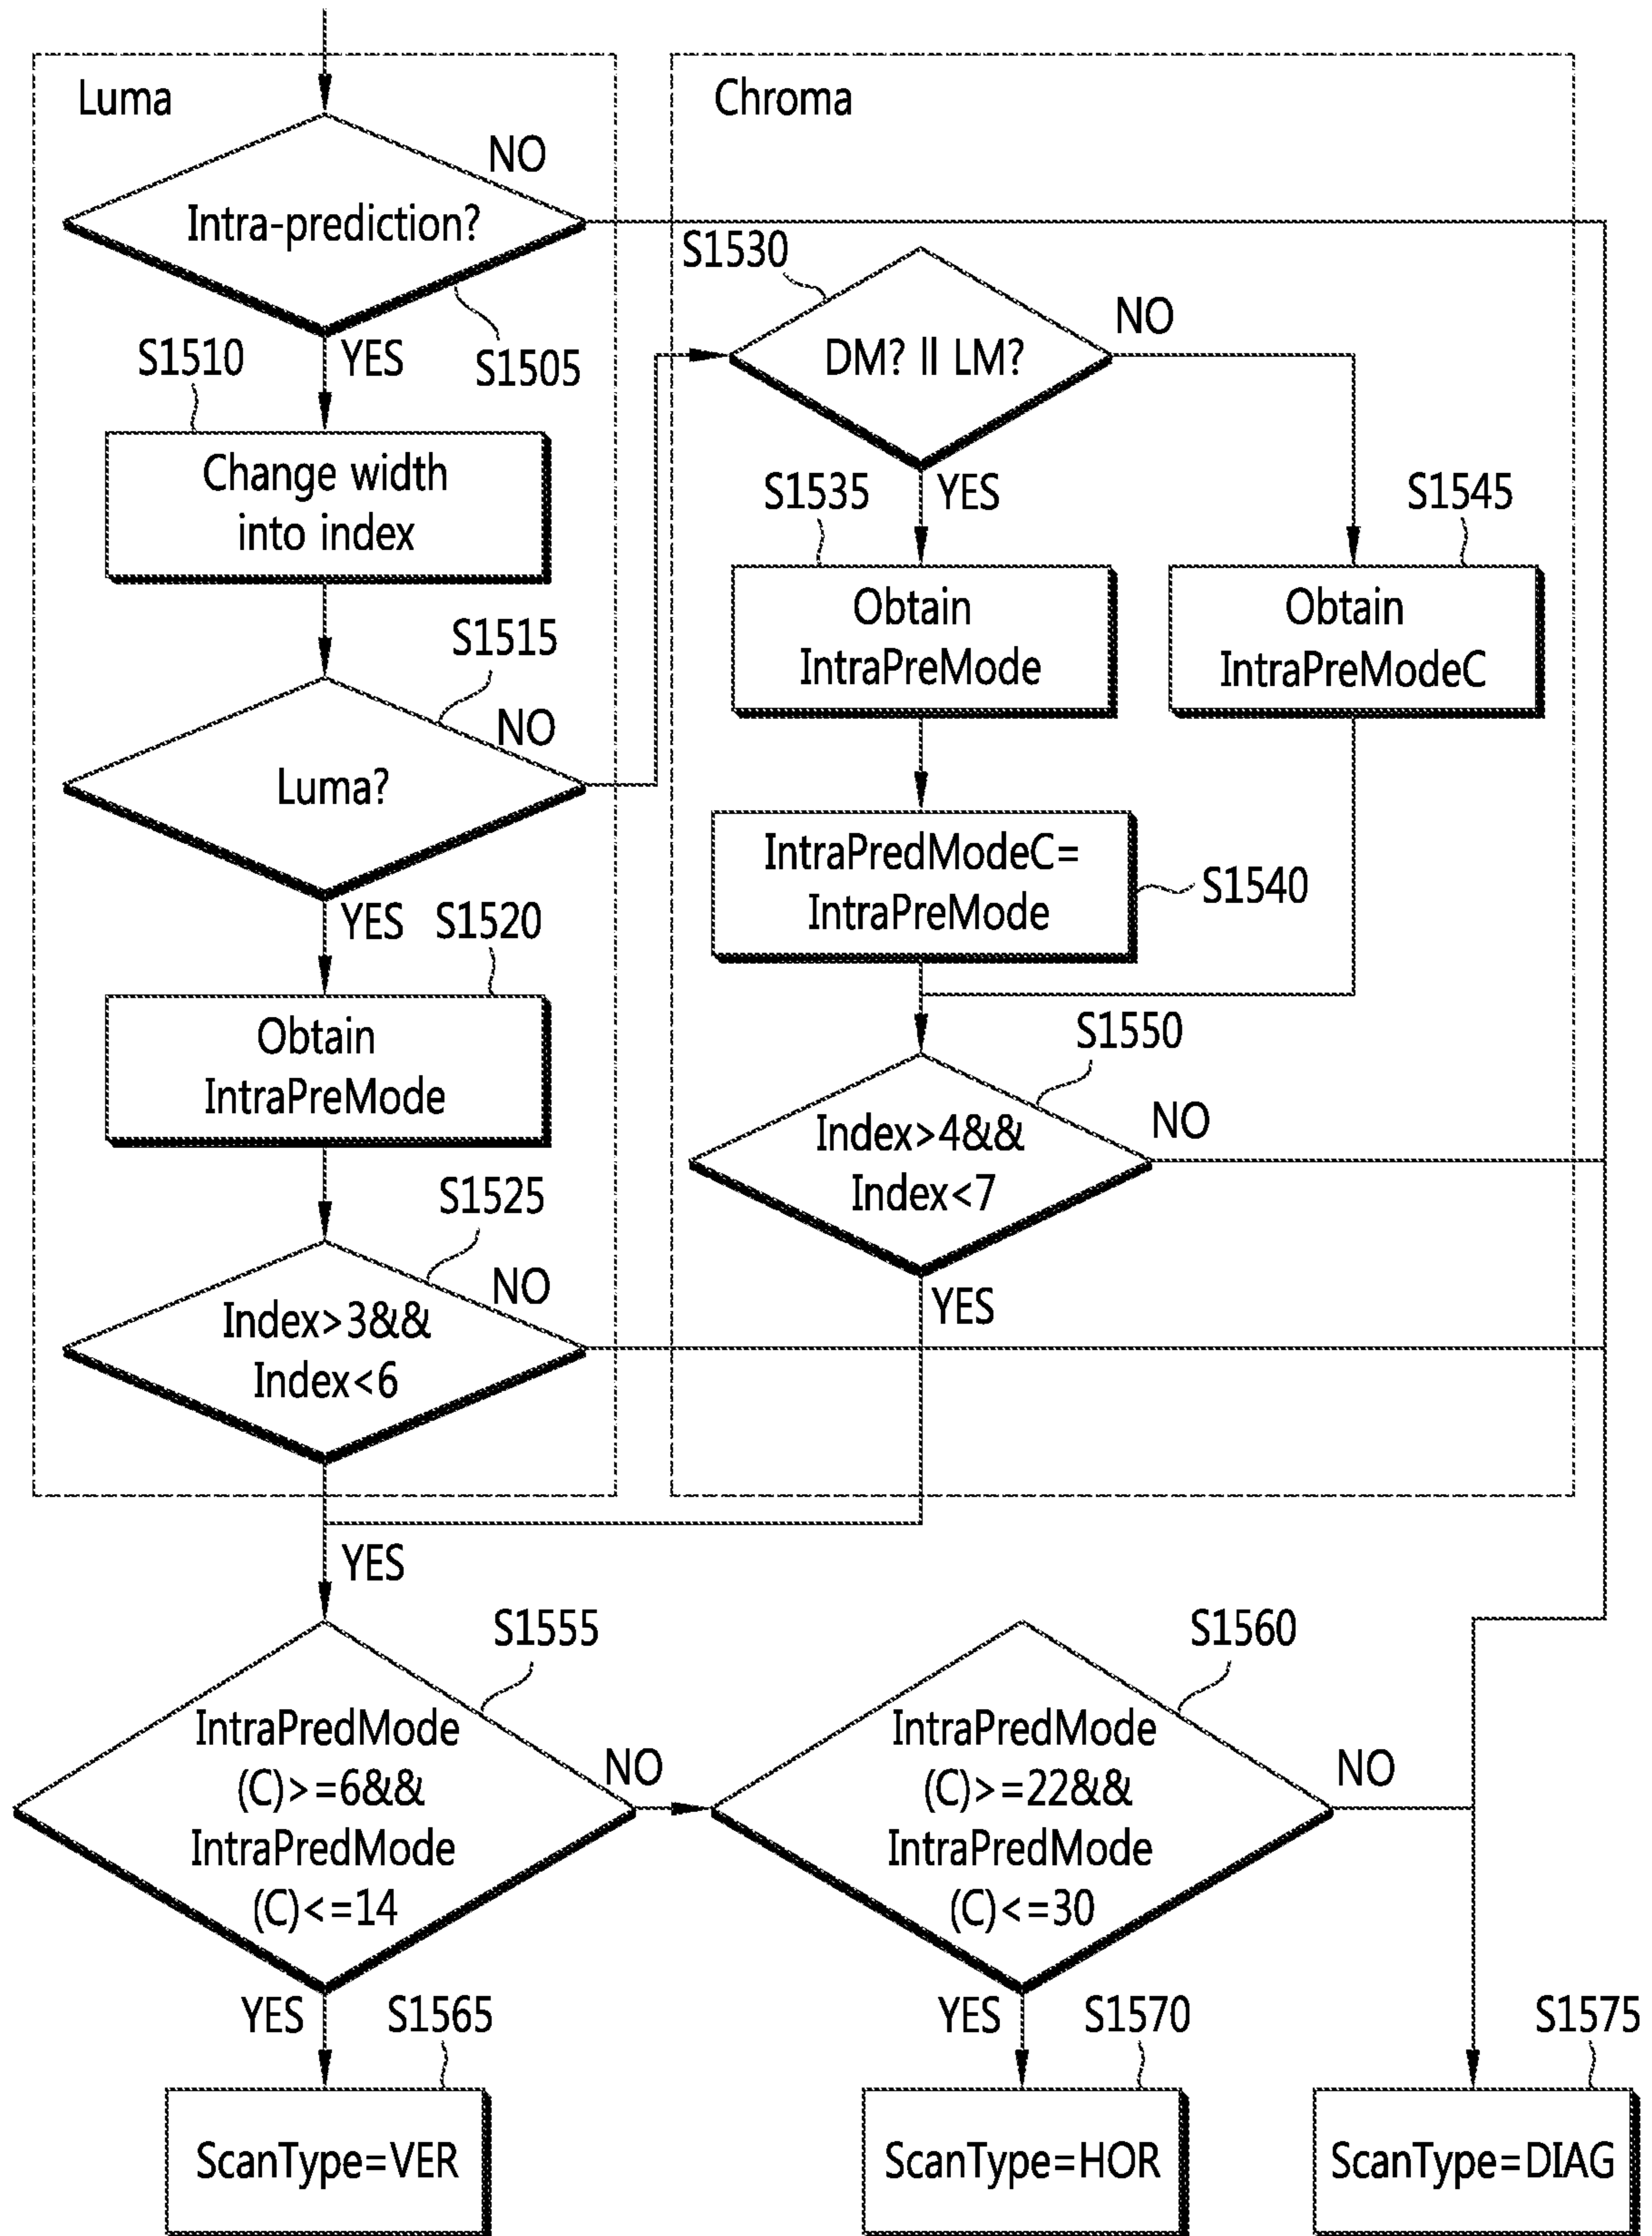 Luma
Chroma
NO
Intra-prediction?
S1505
YES
S1510
Change width
into index
S1515
NO
Luma?
YES
S1520
Obtain
IntraPreMode
S1525
NO
Index>3&&
Index<6
S1530
NO
DM? || LM?
YES
S1535
Obtain
IntraPreMode
S1545
Obtain
IntraPreModeC
IntraPredModeC=
IntraPreMode
S1540
S1550
NO
Index>4&&
Index<7
YES
YES
S1555
IntraPredMode
(C)>=6&&
IntraPredMode
(C)<=14
NO
S1560
IntraPredMode
(C)>=22&&
IntraPredMode
(C)<=30
NO
YES
S1565
ScanType=VER
YES
S1570
ScanType=HOR
S1575
ScanType=DIAG